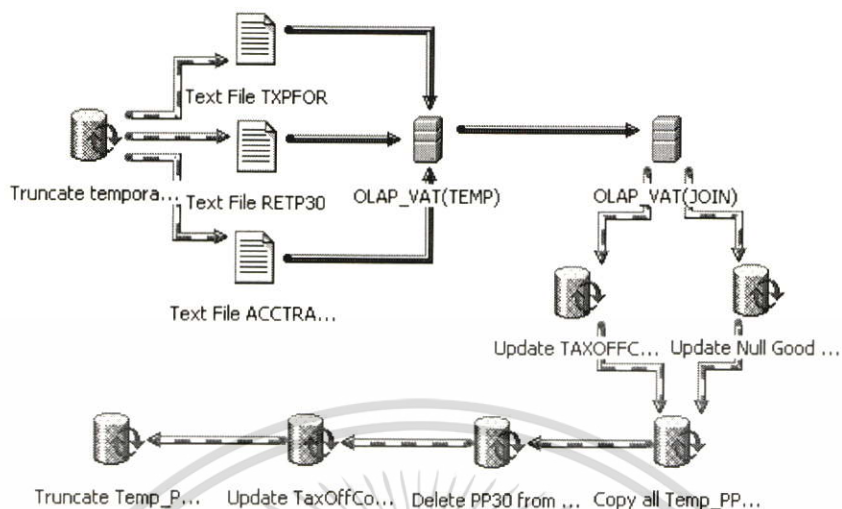 Text File TXPFOR
Truncate tempora...
Text File RETP30
OLAP_VAT(TEMP)
OLAP_VAT(JOIN)
Text File ACCTRA...
Update TAXOFFC...
Update Null Good ...
Truncate Temp_P...
Update TaxOffCo...
Delete PP30 from ...
Copy all Temp_PP...